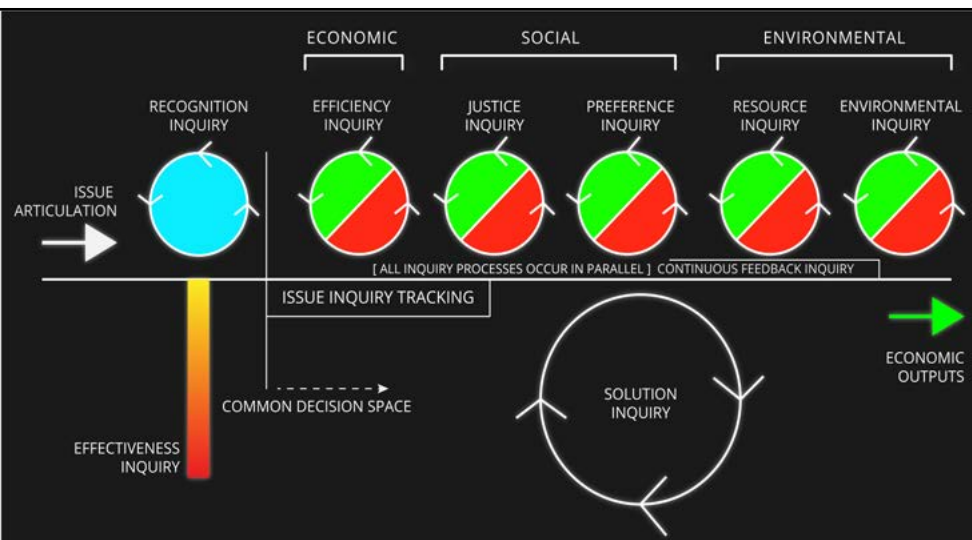 ECONOMIC
SOCIAL
ENVIRONMENTAL
RECOGNITION
INQUIRY
EFFICIENCY
INQUIRY
JUSTICE
INQUIRY
PREFERENCE
INQUIRY
RESOURCE
INQUIRY
ENVIRONMENTAL
INQUIRY
ISSUE
ARTICULATION
[ ALL INQUIRY PROCESSES OCCUR IN PARALLEL ] CONTINUOUS FEEDBACK INQUIRY
ISSUE INQUIRY TRACKING
ECONOMIC
OUTPUTS
COMMON DECISION SPACE
SOLUTION
INQUIRY
EFFECTIVENESS
INQUIRY